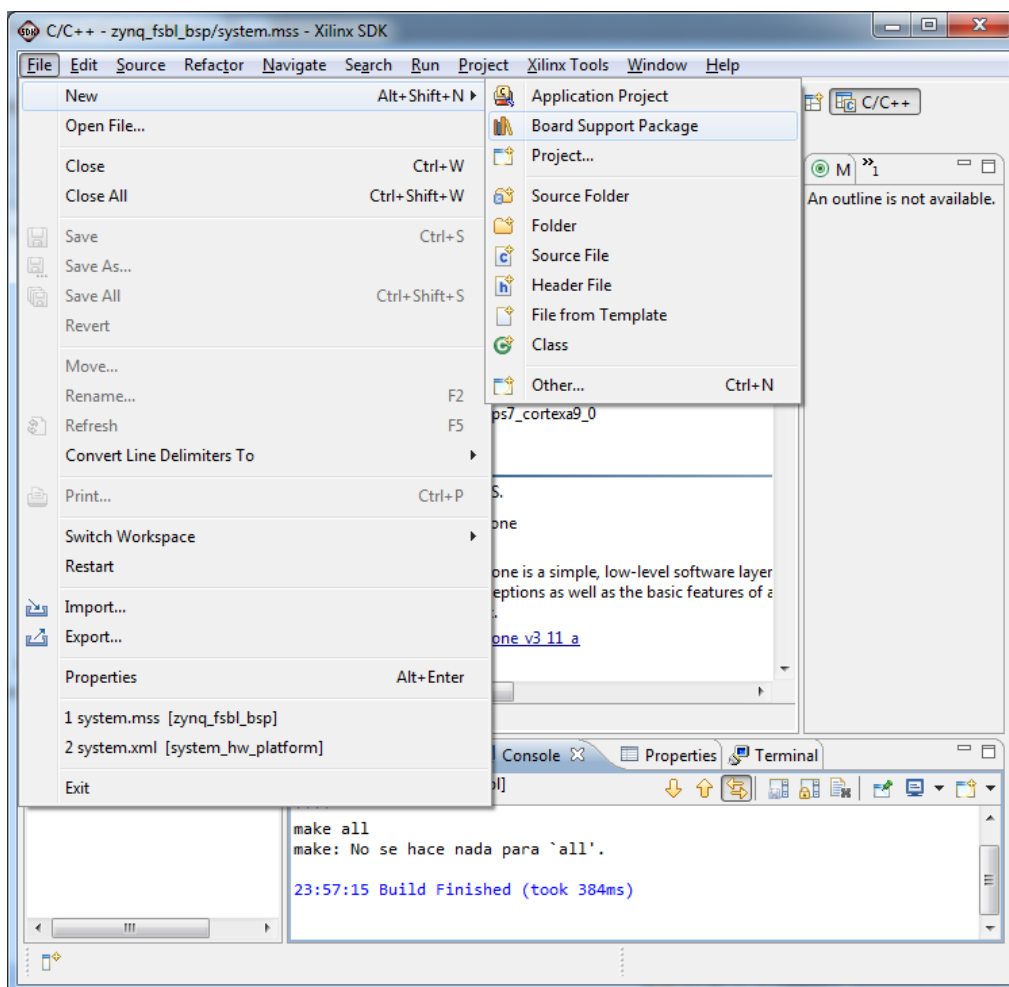 C/C++ - zynq_fsbl_bsp/system.mss - Xilinx SDK
File Edit Source Refactor Navigate Search Run Project Xilinx Tools Window Help
New Alt+Shift+N
Open File...
Close Ctrl+W
Close All Ctrl+Shift+W
Save Ctrl+S
Save As...
Save All Ctrl+Shift+S
Revert
Move...
Rename... F2
Refresh F5
Convert Line Delimiters To
Print... Ctrl+P
Switch Workspace
Restart
Import...
Export...
Properties Alt+Enter
1 system.mss [zynq_fsbl_bsp]
2 system.xml [system_hw_platform]
Exit
Application Project
Board Support Package
Project...
Source Folder
Folder
Source File
Header File
File from Template
Class
Other... Ctrl+N
C/C++
M »1
An outline is not available.
ps7_cortexa9_0
S.
one
one is a simple, low-level software layer
eptions as well as the basic features of a
.
one_v3_11_a
Console Properties Terminal
bl]
make all
make: No se hace nada para `all'.
23:57:15 Build Finished (took 384ms)